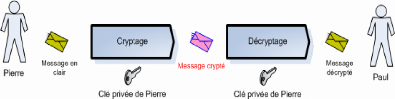 Cryptage
Décryptage
Pierre
Message en
clair
Message crypté
Message
décrypté
Paul
Clé privée de Pierre
Clé privée de Pierre